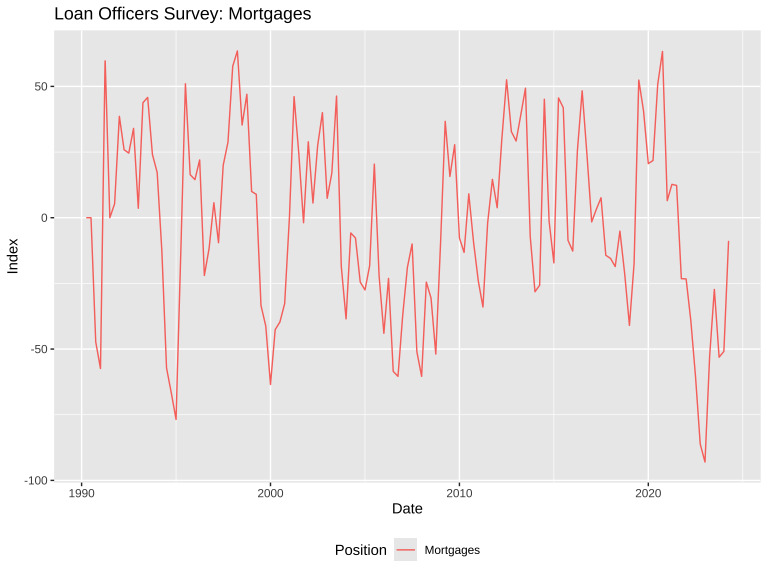 Loan Officers Survey: Mortgages
Index
50
0
-50
-100
1990
2000
2010
2020
Date
Position
Mortgages